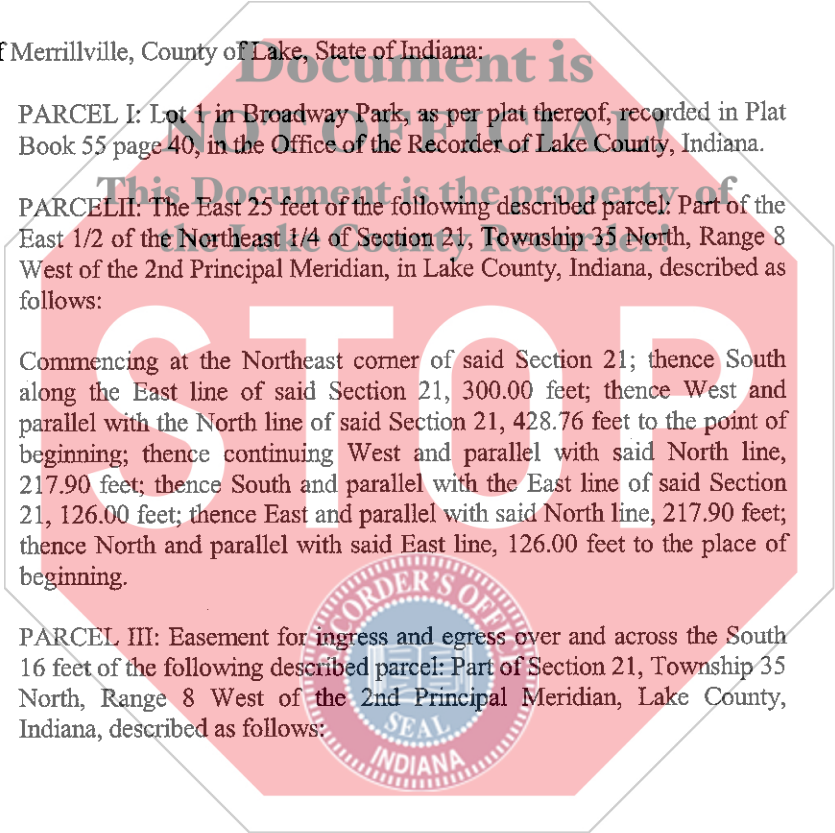 f Merrillville, County of Lake, State of Indiana:
Document is
PARCEL I: Lot 1 in Broadway Park, as per plat thereof, recorded in Plat
NOT OFFICIAL!
Book 55 page 40, in the Office of the Recorder of Lake County, Indiana.
This Document is the property of
PARCELII: The East 25 feet of the following described parcel: Part of the
East 1/2 of the Northeast 1/4 of Section 21, Township 35 North, Range 8
the Lake County Recorder!
West of the 2nd Principal Meridian, in Lake County, Indiana, described as
follows:
STOP
Commencing at the Northeast corner of said Section 21; thence South
along the East line of said Section 21, 300.00 feet; thence West and
parallel with the North line of said Section 21, 428.76 feet to the point of
beginning; thence continuing West and parallel with said North line,
217.90 feet; thence South and parallel with the East line of said Section
21, 126.00 feet; thence East and parallel with said North line, 217.90 feet;
thence North and parallel with said East line, 126.00 feet to the place of
beginning.
RECORDER'S OFFICE
PARCEL III: Easement for ingress and egress over and across the South
16 feet of the following described parcel: Part of Section 21, Township 35
North, Range 8 West of the 2nd Principal Meridian, Lake County,
Indiana, described as follows:
SEAL
INDIANA